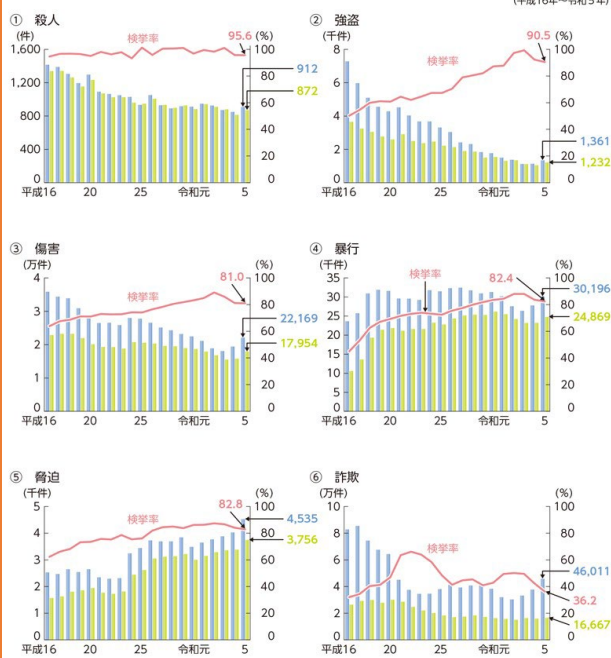 (平成16年～令和5年)
① 殺人
(件) 検挙率 95.6 (%)
1,600 100
1,200 80
800 60
400 40
20
0 0
912
872
平成16 20 25 令和元 5
② 強盗
(千件) 検挙率 90.5 (%)
8 100
6 80
4 60
2 40
20
0 0
1,361
1,232
平成16 20 25 令和元 5
③ 傷害
(万件) 検挙率 81.0 (%)
4 100
3 80
2 60
1 40
20
0 0
22,169
17,954
平成16 20 25 令和元 5
④ 暴行
(千件) 検挙率 82.4 (%)
35 100
30 80
25 60
20 40
15 20
10 0
5
0
30,196
24,869
平成16 20 25 令和元 5
⑤ 脅迫
(千件) 検挙率 82.8 (%)
5 100
4 80
3 60
2 40
1 20
0 0
4,535
3,756
平成16 20 25 令和元 5
⑥ 詐欺
(万件) 検挙率 (%)
10 100
8 80
6 60
4 40
2 20
0 0
46,011
36.2
16,667
平成16 20 25 令和元 5